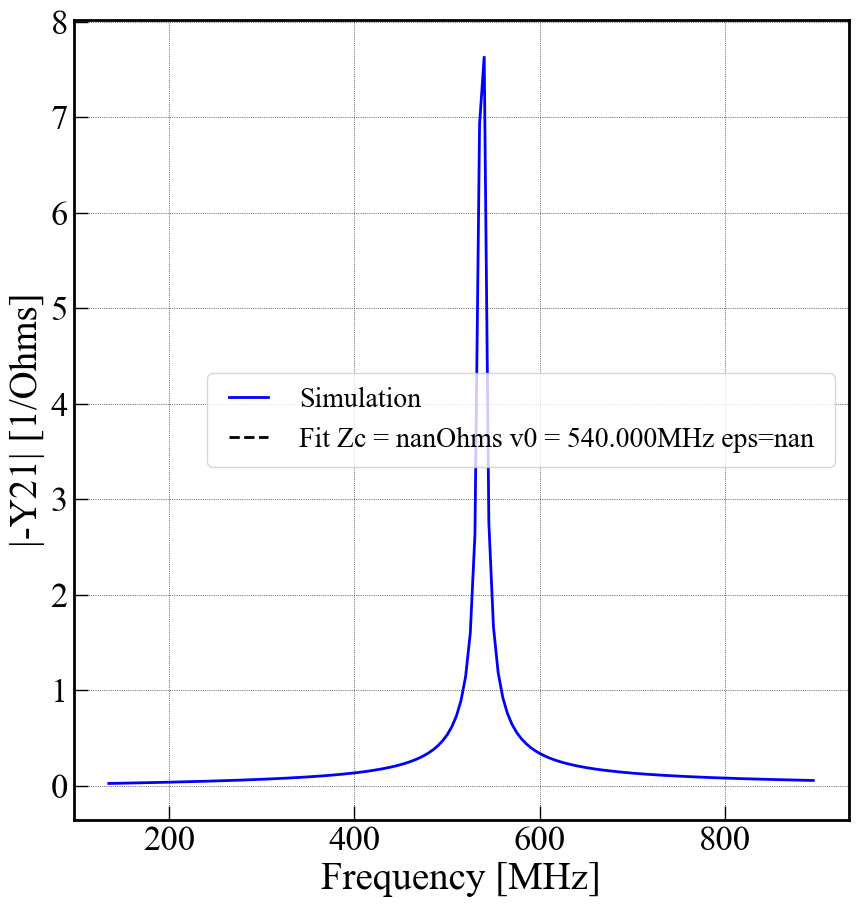 8
7
6
5
4
3
2
1
0
|-Y21| [1/Ohms]
Simulation
Fit Zc = nanOhms v0 = 540.000MHz eps=nan
200 400 600 800
Frequency [MHz]